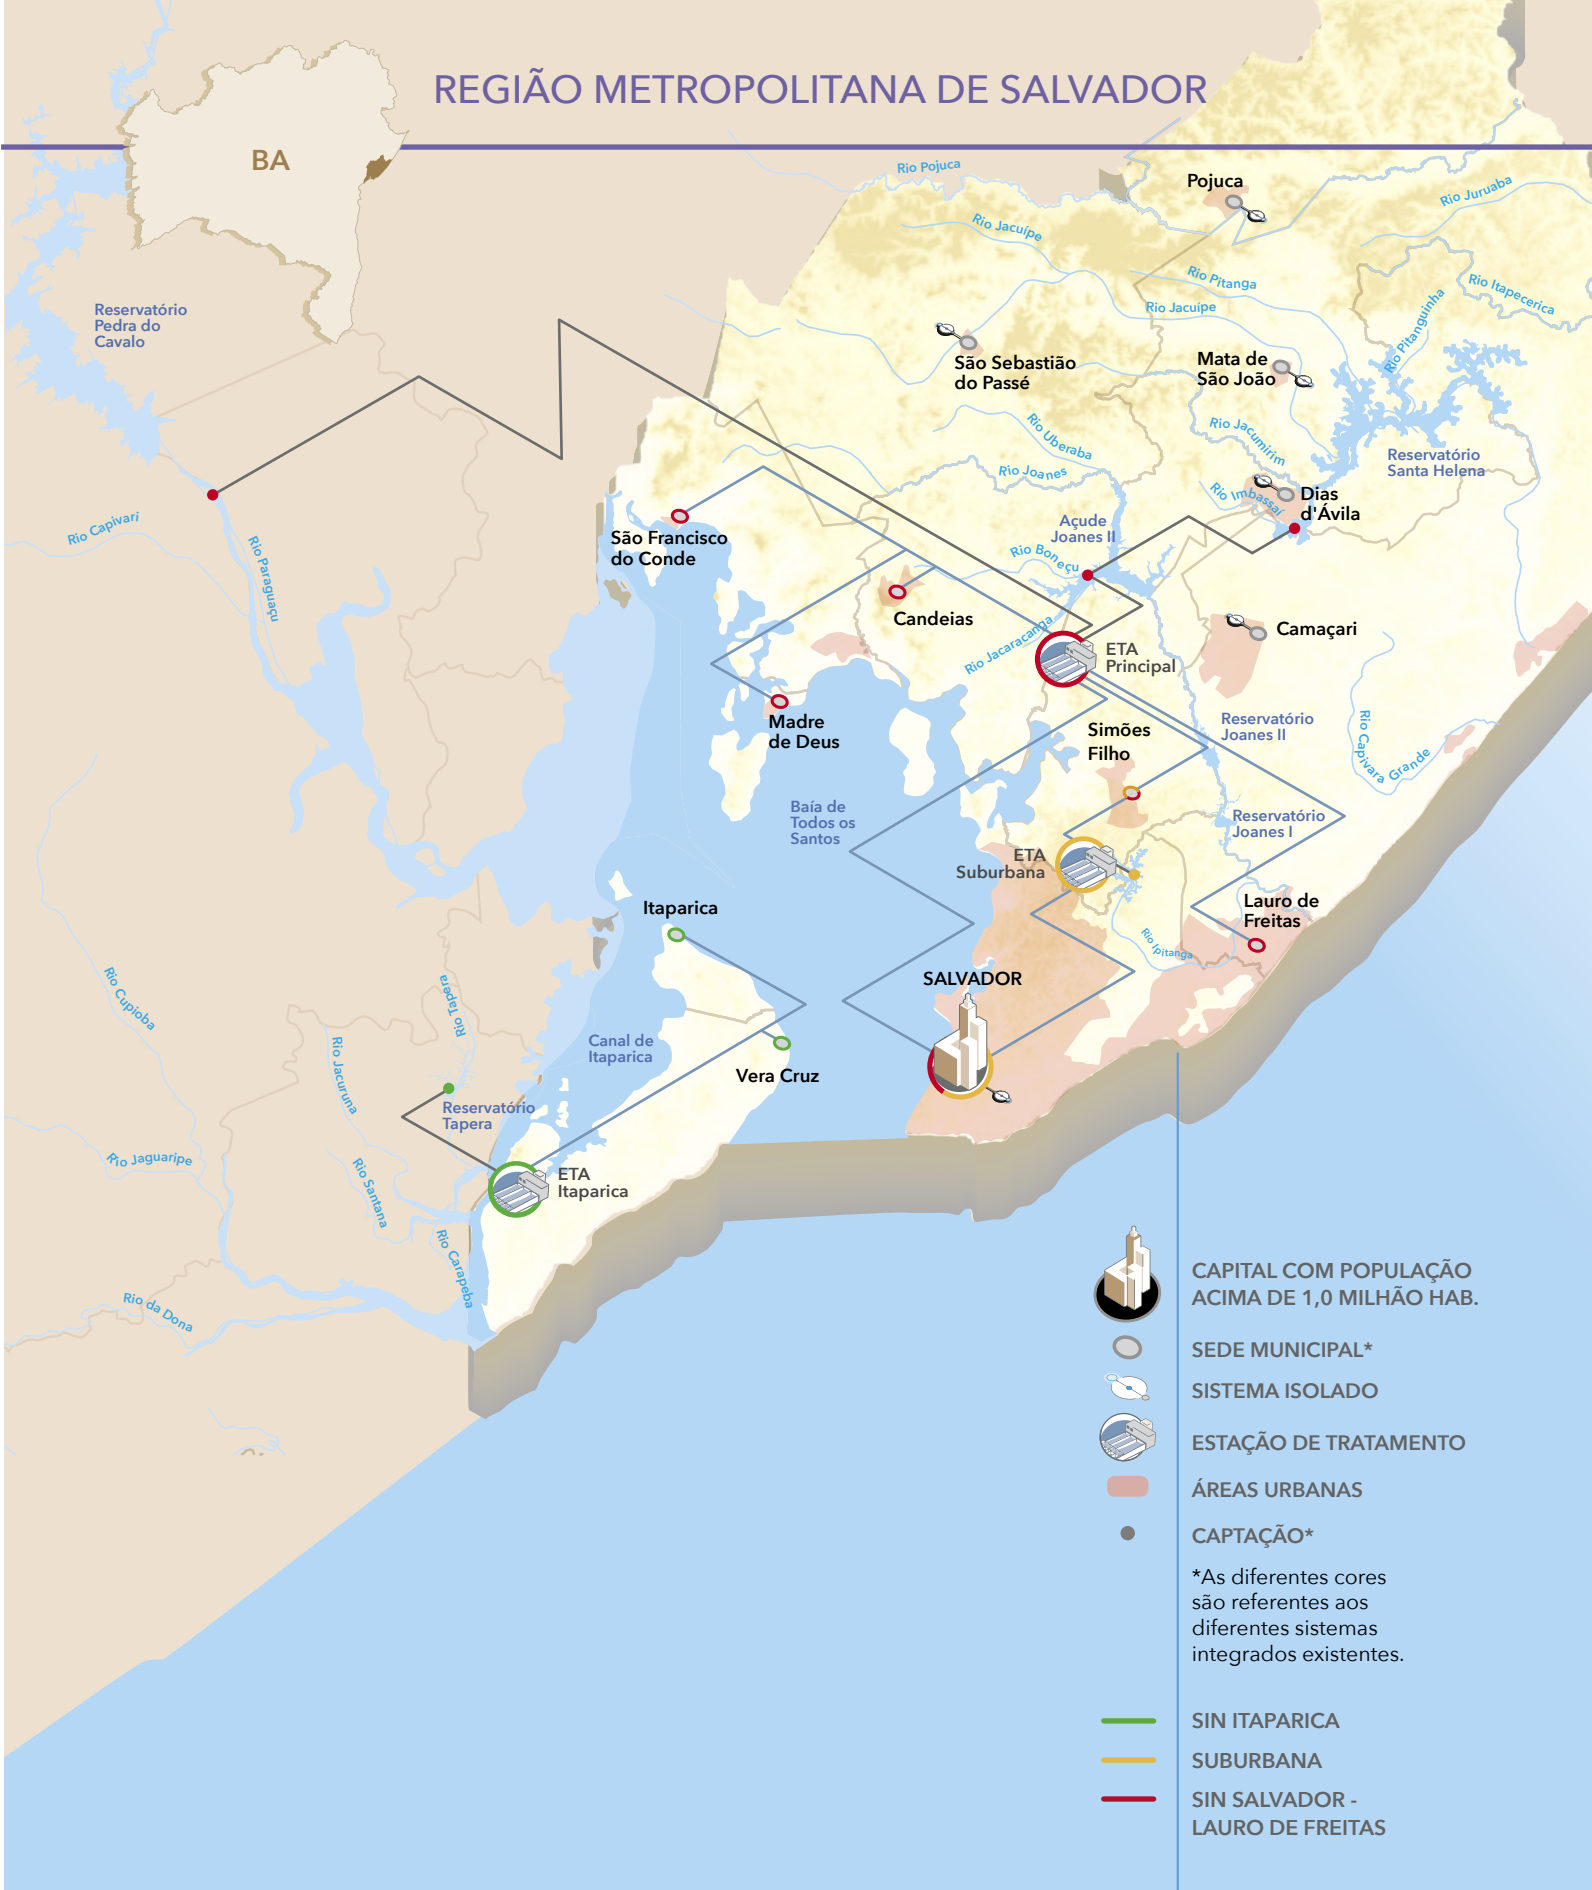 REGIÃO METROPOLITANA DE SALVADOR
BA
Rio Pojuca
Pojuca
Rio Juruaba
Rio Jacuípe
Rio Pitanga
Rio Jacuípe
Rio Itapecerica
Rio Pitanguinha
Reservatório
Pedra do
Cavalo
São Sebastião
do Passé
Mata de
São João
Rio Uberaba
Rio Jacumirim
Reservatório
Santa Helena
Rio Joanes
Rio Imbassaí
Dias
d'Ávila
Rio Capivari
Rio Paraguaçu
São Francisco
do Conde
Açude
Joanes II
Rio Boneçu
Candeias
Camaçari
Rio Jacaracanga
ETA
Principal
Madre
de Deus
Simões
Filho
Reservatório
Joanes II
Rio Capivara Grande
Baía de
Todos os
Santos
Reservatório
Joanes I
ETA
Suburbana
Itaparica
Lauro de
Freitas
Rio Ipitanga
SALVADOR
Rio Cupioba
Rio Tapera
Rio Jacuruna
Canal de
Itaparica
Vera Cruz
Reservatório
Tapera
Rio Jaguaripe
Rio Santana
ETA
Itaparica
Rio Carapeba
Rio da Dona
CAPITAL COM POPULAÇÃO
ACIMA DE 1,0 MILHÃO HAB.
SEDE MUNICIPAL*
SISTEMA ISOLADO
ESTAÇÃO DE TRATAMENTO
ÁREAS URBANAS
CAPTAÇÃO*
*As diferentes cores
são referentes aos
diferentes sistemas
integrados existentes.
SIN ITAPARICA
SUBURBANA
SIN SALVADOR -
LAURO DE FREITAS